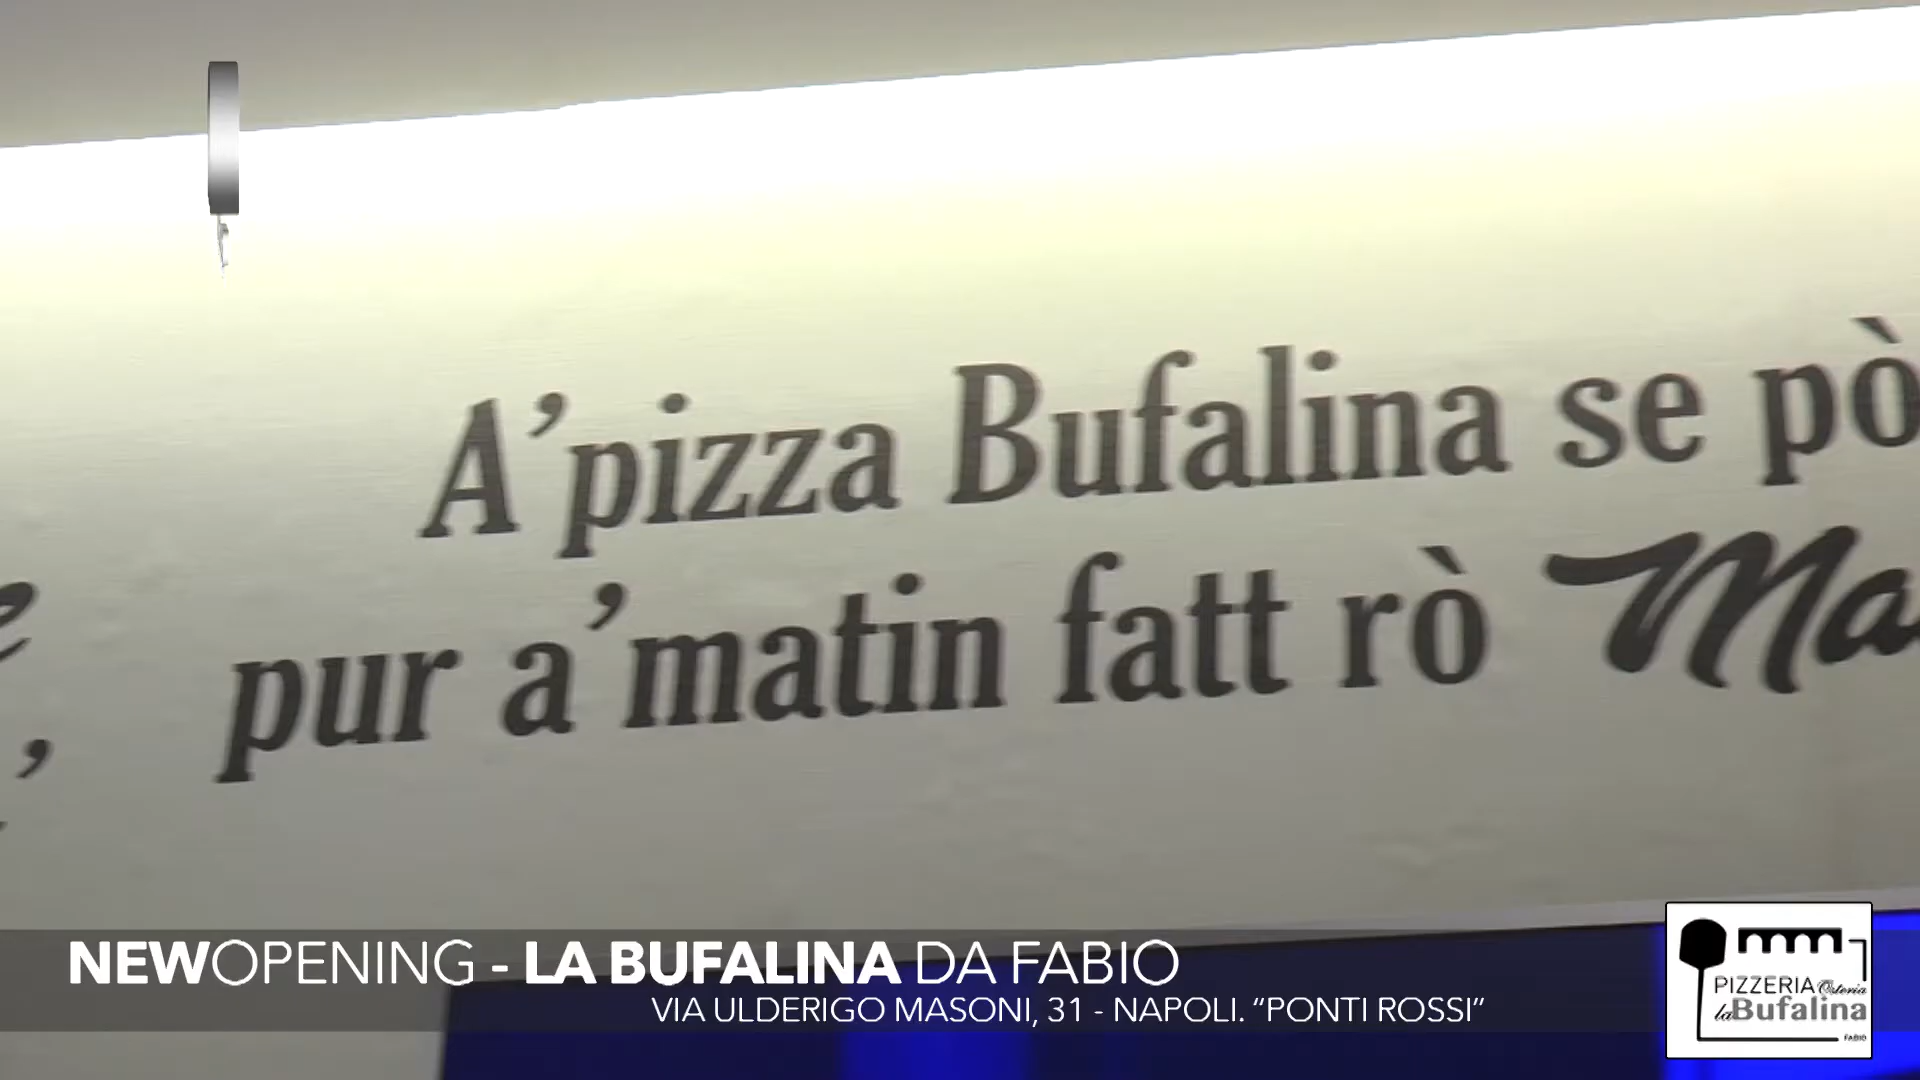 A'pizza Bufalina se pò
pur a'matin fatt rò
NEWOPENING - LA BUFALINA DA FABIO
VIA ULDERIGO MASONI, 31 - NAPOLI. “PONTI ROSSI”
PIZZERIA Osteria
la Bufalina
FABIO